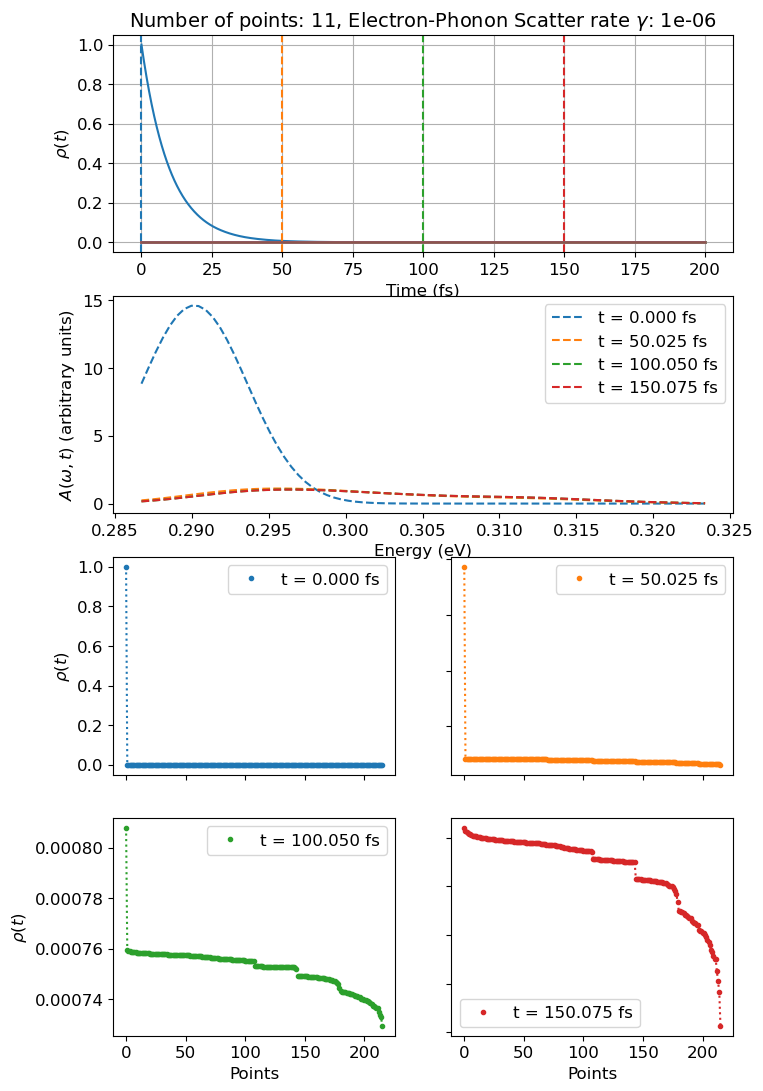 Number of points: 11, Electron-Phonon Scatter rate γ: 1e-06
1.0
0.8
0.6
0.4
0.2
0.0
ρ(t)
0 25 50 75 100 125 150 175 200
Time (fs)
15
10
5
0
A(ω, t) (arbitrary units)
t = 0.000 fs
t = 50.025 fs
t = 100.050 fs
t = 150.075 fs
0.285 0.290 0.295 0.300 0.305 0.310 0.315 0.320 0.325
Energy (eV)
1.0
0.8
0.6
0.4
0.2
0.0
ρ(t)
t = 0.000 fs
t = 50.025 fs
0.00080
0.00078
0.00076
0.00074
ρ(t)
t = 100.050 fs
0 50 100 150 200
Points
t = 150.075 fs
0 50 100 150 200
Points